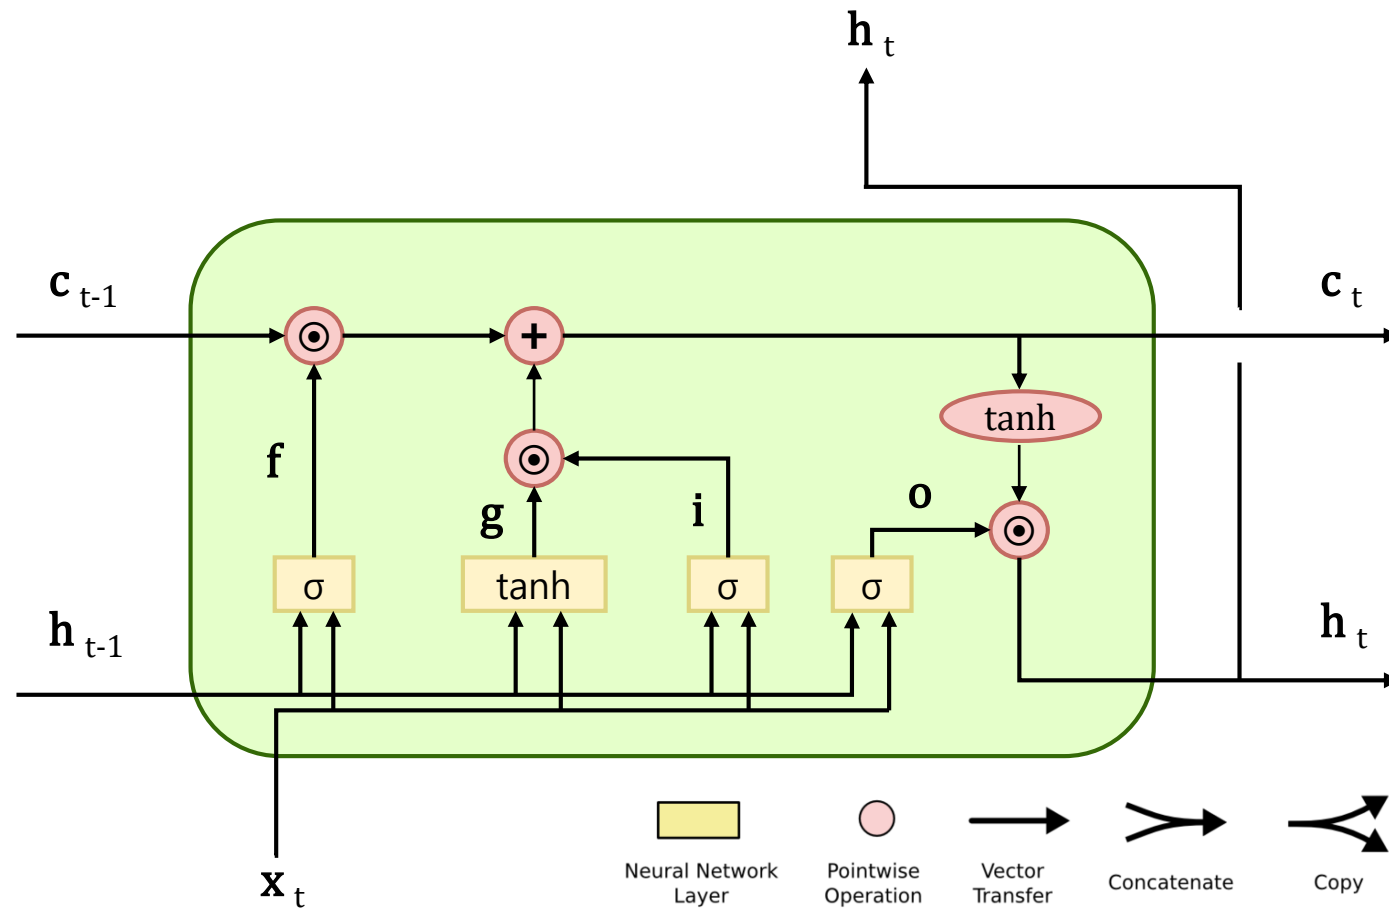 h t
c t-1
c t
⊙
+
tanh
f
⊙
g
i
o
⊙
σ
tanh
σ
σ
h t-1
h t
x t
Neural Network
Layer
Pointwise
Operation
Vector
Transfer
Concatenate
Copy